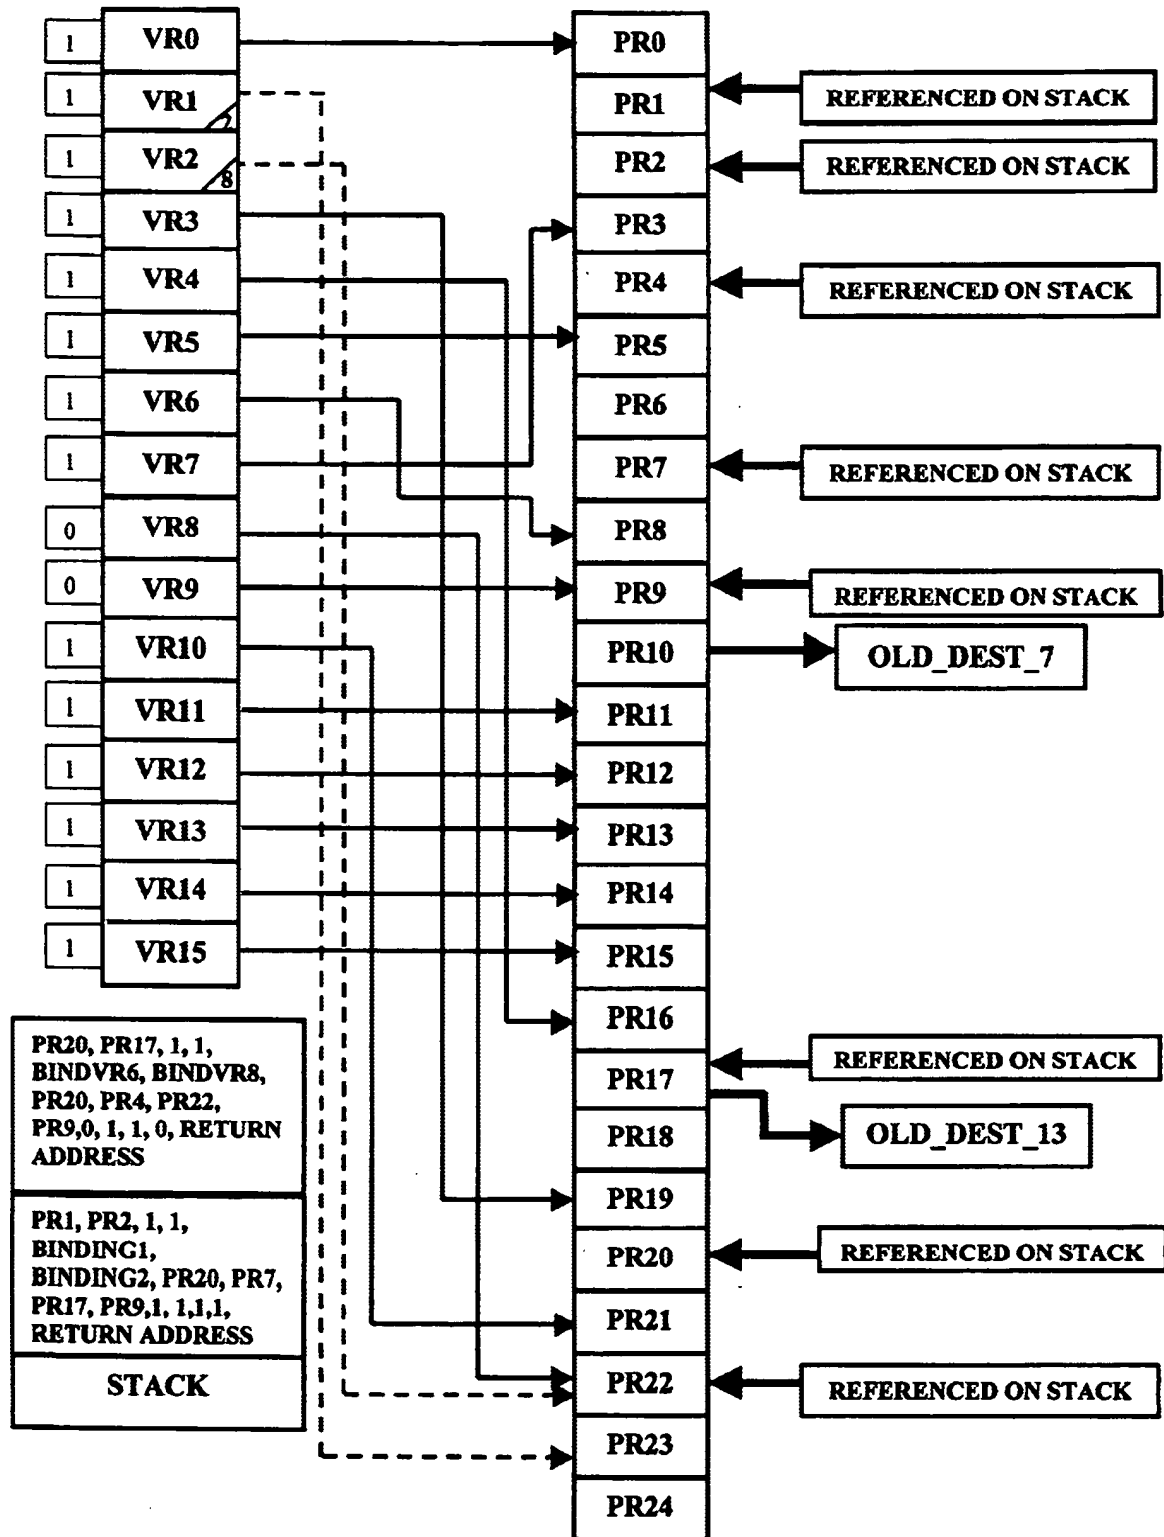 1 VR0
1 VR1
7
1 VR2
8
1 VR3
1 VR4
1 VR5
1 VR6
1 VR7
0 VR8
0 VR9
1 VR10
1 VR11
1 VR12
1 VR13
1 VR14
1 VR15
PR20, PR17, 1, 1,
BINDVR6, BINDVR8,
PR20, PR4, PR22,
PR9,0, 1, 1, 0, RETURN
ADDRESS
PR1, PR2, 1, 1,
BINDING1,
BINDING2, PR20, PR7,
PR17, PR9,1, 1,1,1,
RETURN ADDRESS
STACK
PR0
PR1
PR2
PR3
PR4
PR5
PR6
PR7
PR8
PR9
PR10
PR11
PR12
PR13
PR14
PR15
PR16
PR17
PR18
PR19
PR20
PR21
PR22
PR23
PR24
REFERENCED ON STACK
REFERENCED ON STACK
REFERENCED ON STACK
REFERENCED ON STACK
REFERENCED ON STACK
OLD_DEST_7
REFERENCED ON STACK
OLD_DEST_13
REFERENCED ON STACK
REFERENCED ON STACK